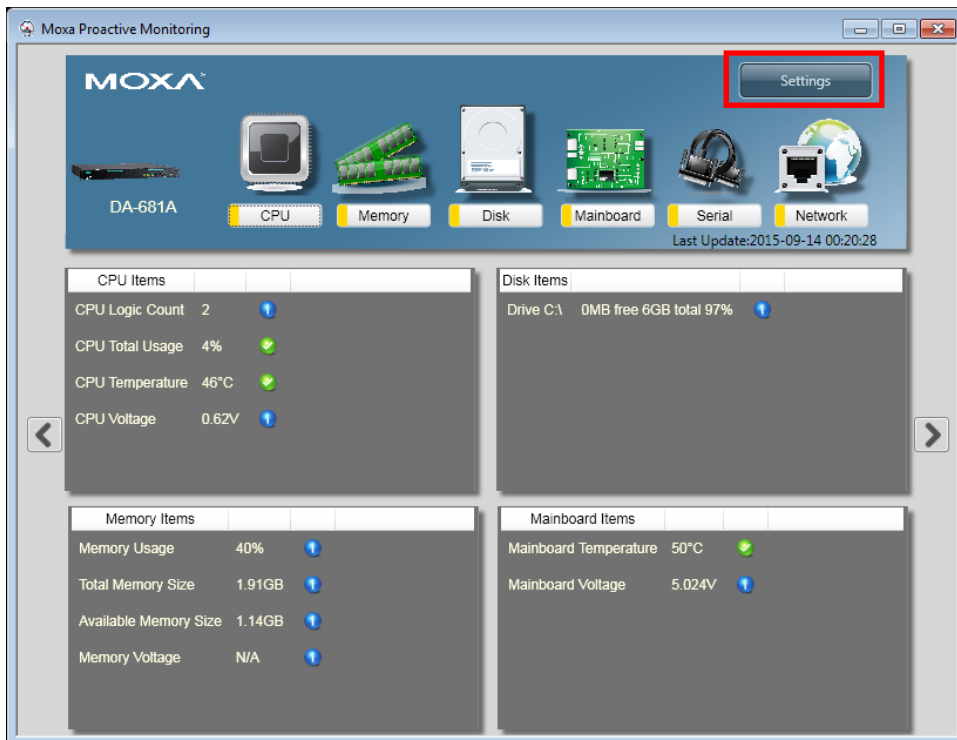 Moxa Proactive Monitoring
MOXA
Settings
DA-681A
CPU
Memory
Disk
Mainboard
Serial
Network
Last Update:2015-09-14 00:20:28
CPU Items
CPU Logic Count 2
CPU Total Usage 4%
CPU Temperature 46°C
CPU Voltage 0.62V
Disk Items
Drive C:\ 0MB free 6GB total 97%
Memory Items
Memory Usage 40%
Total Memory Size 1.91GB
Available Memory Size 1.14GB
Memory Voltage N/A
Mainboard Items
Mainboard Temperature 50°C
Mainboard Voltage 5.024V